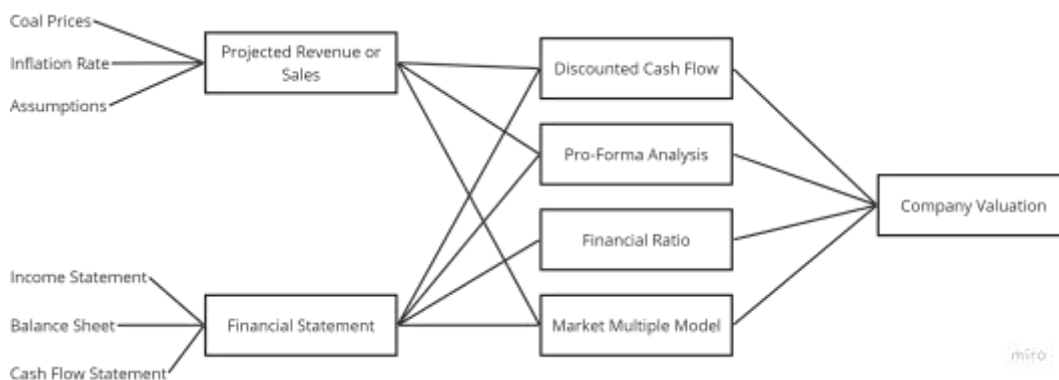 Coal Prices
Inflation Rate
Assumptions
Projected Revenue or
Sales
Income Statement
Balance Sheet
Cash Flow Statement
Financial Statement
Discounted Cash Flow
Pro-Forma Analysis
Financial Ratio
Market Multiple Model
Company Valuation
miro